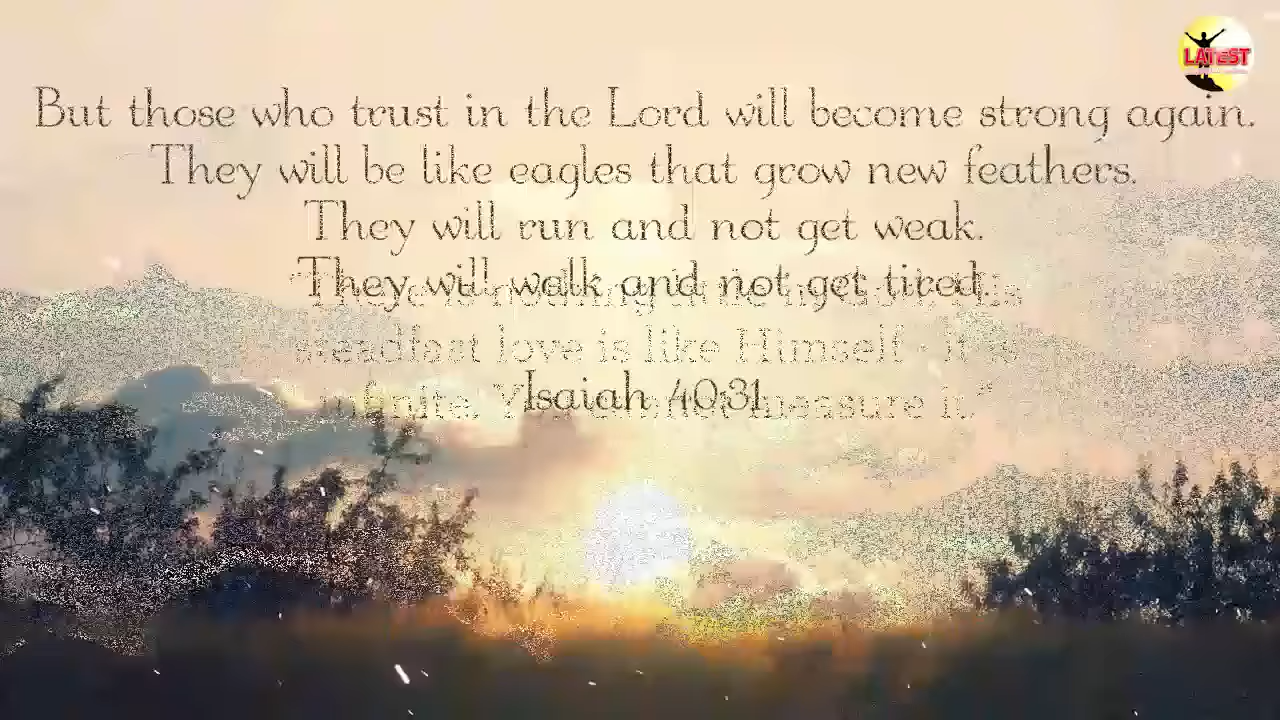 LATEST
But those who trust in the Lord will become strong again.
They will be like eagles that grow new feathers.
They will run and not get weak.
They will walk and not get tired.
steadfast love is like Himself - it's
Isaiah 40:31
infinite. measure it."